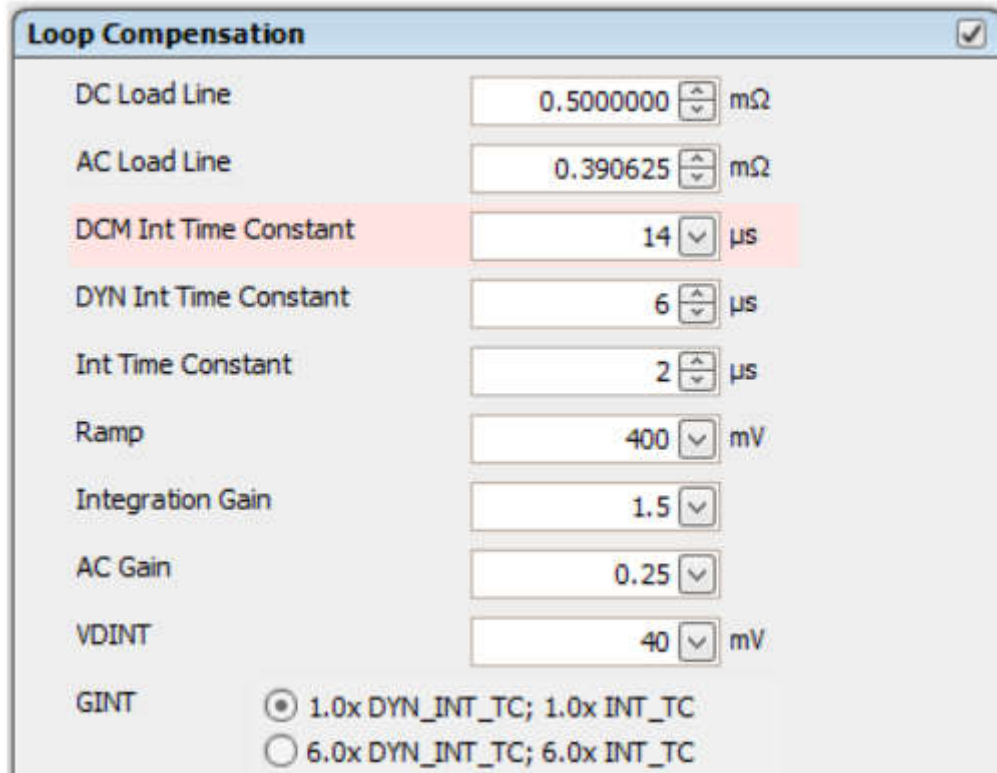 Loop Compensation
DC Load Line 0.5000000 mΩ
AC Load Line 0.390625 mΩ
DCM Int Time Constant 14 µs
DYN Int Time Constant 6 µs
Int Time Constant 2 µs
Ramp 400 mV
Integration Gain 1.5
AC Gain 0.25
VDINT 40 mV
GINT 1.0x DYN_INT_TC; 1.0x INT_TC
6.0x DYN_INT_TC; 6.0x INT_TC